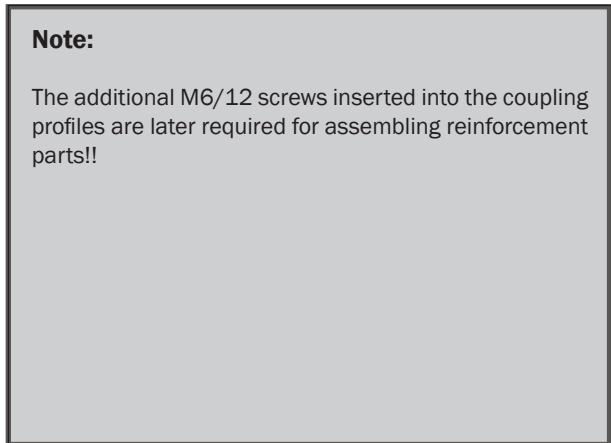 Note:
The additional M6/12 screws inserted into the coupling
profiles are later required for assembling reinforcement
parts!!